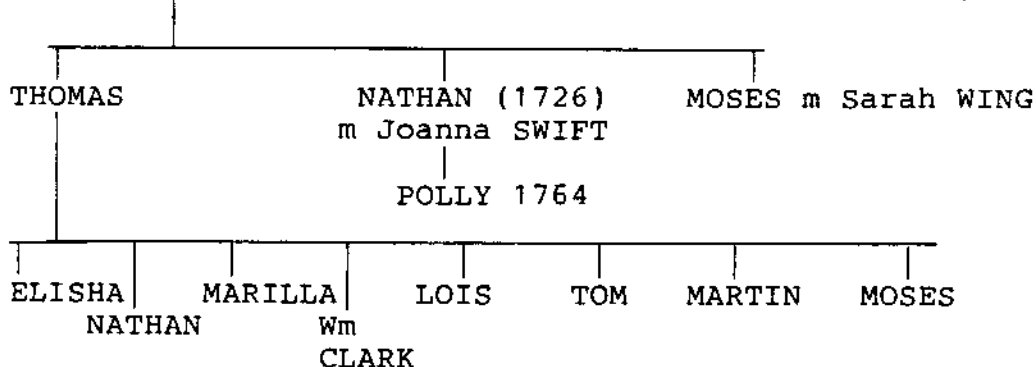 THOMAS NATHAN (1726) MOSES m Sarah WING
m Joanna SWIFT
POLLY 1764
ELISHA MARILLA LOIS TOM MARTIN MOSES
NATHAN Wm
CLARK